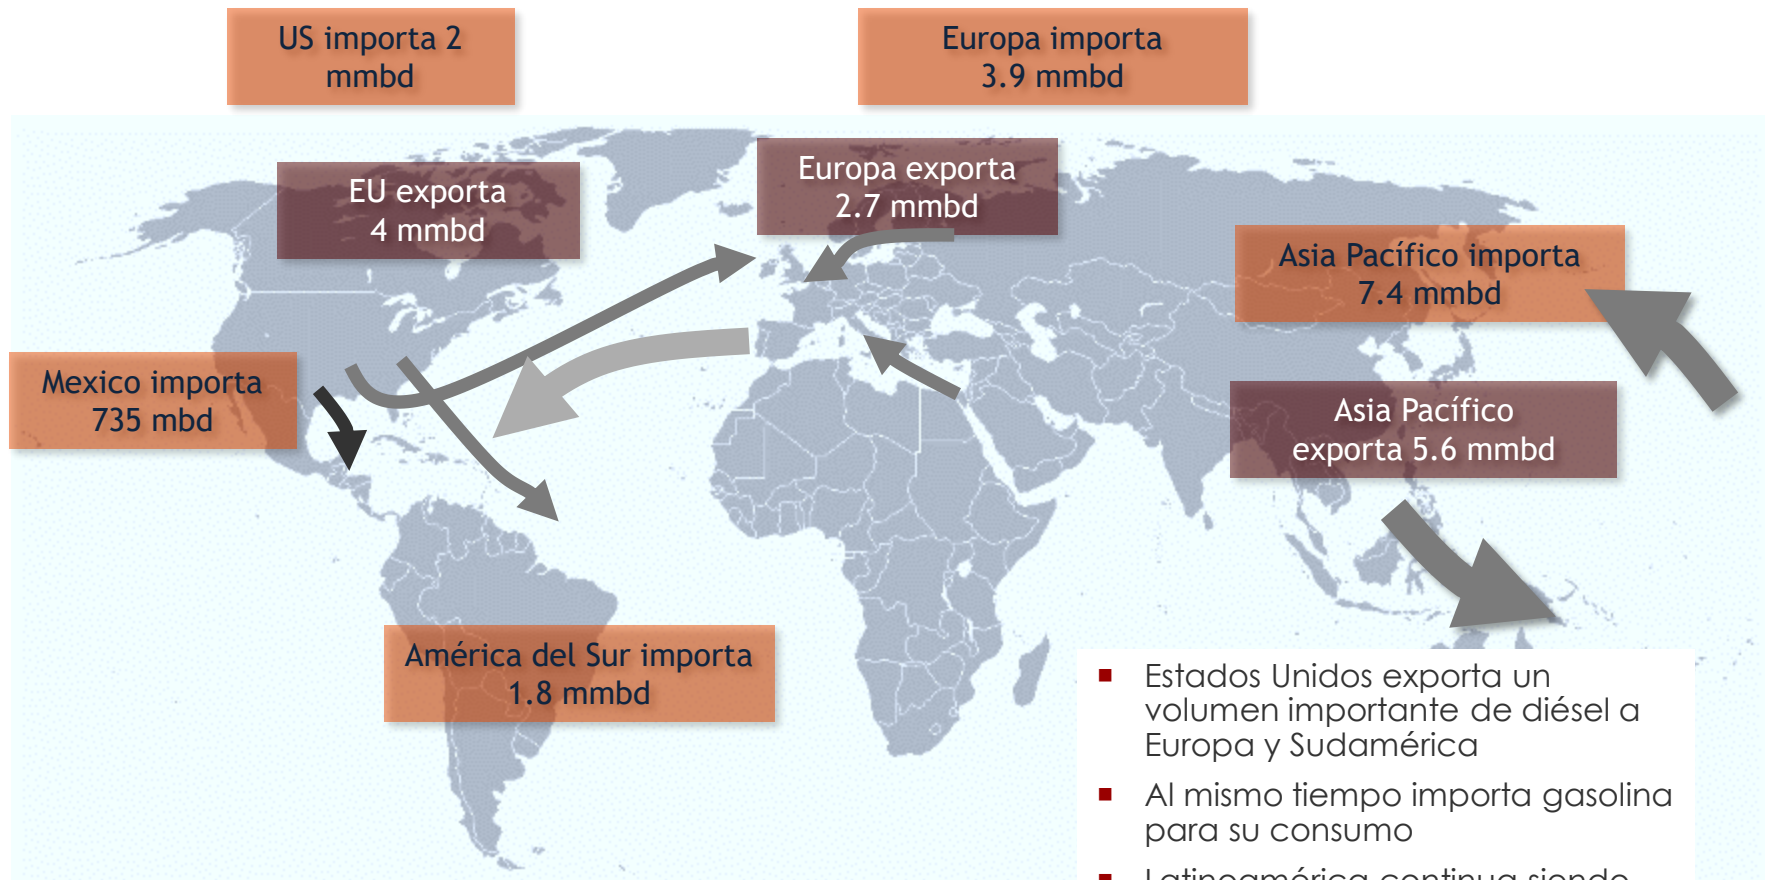 US importa 2
mmbd
Europa importa
3.9 mmbd
EU exporta
4 mmbd
Europa exporta
2.7 mmbd
Asia Pacífico importa
7.4 mmbd
Mexico importa
735 mbd
Asia Pacífico
exporta 5.6 mmbd
América del Sur importa
1.8 mmbd
▪ Estados Unidos exporta un
volumen importante de diésel a
Europa y Sudamérica
▪ Al mismo tiempo importa gasolina
para su consumo
▪ Latinoamérica continua siendo